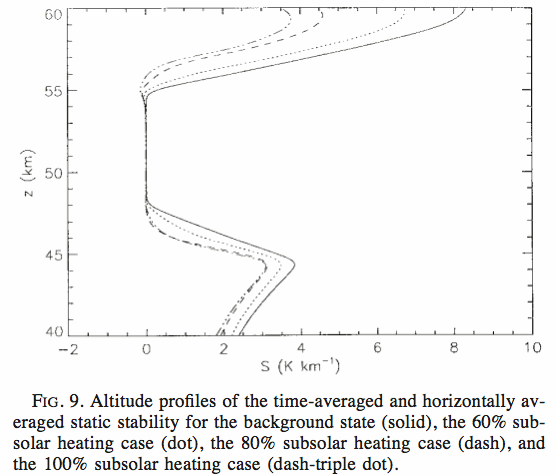 60
55
50
45
40
z (km)
−2 0 2 4 6 8 10
S (K km⁻¹)
FIG. 9. Altitude profiles of the time-averaged and horizontally av-
eraged static stability for the background state (solid), the 60% sub-
solar heating case (dot), the 80% subsolar heating case (dash), and
the 100% subsolar heating case (dash-triple dot).